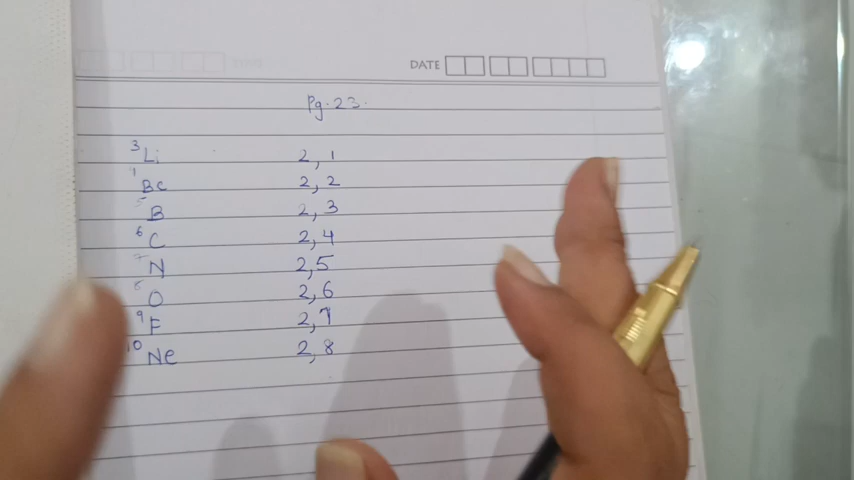 DATE
Pg. 23.
3Li 2, 1
Be 2, 2
5B 2, 3
6C 2, 4
7N 2,5
8O 2, 6
9F 2,7
10Ne 2,8